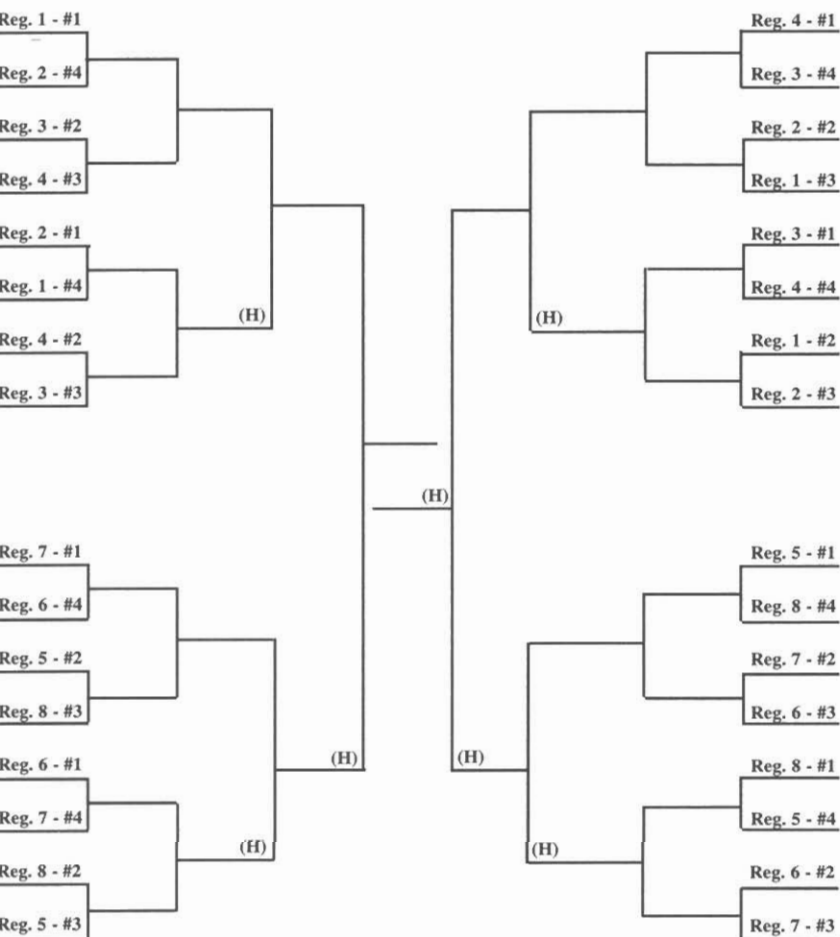 Reg. 1 - #1
Reg. 2 - #4
Reg. 3 - #2
Reg. 4 - #3
Reg. 2 - #1
Reg. 1 - #4
(H)
Reg. 4 - #2
Reg. 3 - #3
Reg. 7 - #1
Reg. 6 - #4
Reg. 5 - #2
Reg. 8 - #3
(H)
Reg. 6 - #1
Reg. 7 - #4
(H)
Reg. 8 - #2
Reg. 5 - #3
(H)
Reg. 4 - #1
Reg. 3 - #4
Reg. 2 - #2
Reg. 1 - #3
Reg. 3 - #1
Reg. 4 - #4
(H)
Reg. 1 - #2
Reg. 2 - #3
Reg. 5 - #1
Reg. 8 - #4
Reg. 7 - #2
Reg. 6 - #3
(H)
Reg. 8 - #1
Reg. 5 - #4
(H)
Reg. 6 - #2
Reg. 7 - #3